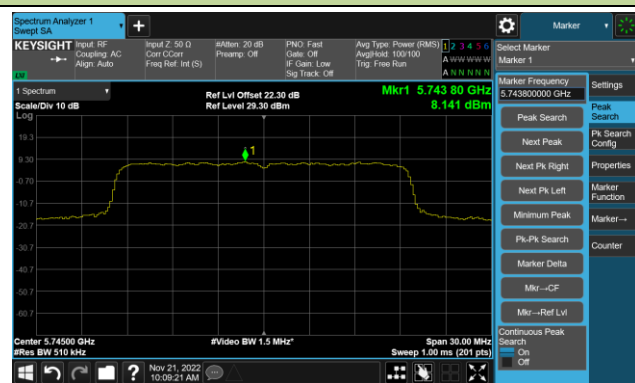 Spectrum Analyzer 1
Swept SA
+
Marker
KEYSIGHT
Input: RF
Coupling: AC
Align: Auto
Input Z: 50 Ω
Corr CCorr
Freq Ref: Int (S)
#Atten: 20 dB
Preamp: Off
PNO: Fast
Gate: Off
IF Gain: Low
Sig Track: Off
Avg Type: Power (RMS)
Avg|Hold: 100/100
Trig: Free Run
1 2 3 4 5 6
A W W W W W
A N N N N N
Select Marker
Marker 1
1 Spectrum
Scale/Div 10 dB
Log
Ref Lvl Offset 22.30 dB
Ref Level 29.30 dBm
Mkr1 5.743 80 GHz
8.141 dBm
1
19.3
9.30
-0.70
-10.7
-20.7
-30.7
-40.7
-50.7
-60.7
Center 5.74500 GHz
#Res BW 510 kHz
#Video BW 1.5 MHz*
Span 30.00 MHz
Sweep 1.00 ms (201 pts)
Marker Frequency
5.743800000 GHz
Peak Search
Next Peak
Next Pk Right
Next Pk Left
Minimum Peak
Pk-Pk Search
Marker Delta
Mkr→CF
Mkr→Ref Lvl
Continuous Peak
Search
On
Off
Settings
Peak
Search
Pk Search
Config
Properties
Marker
Function
Marker→
Counter
?
Nov 21, 2022
10:09:21 AM